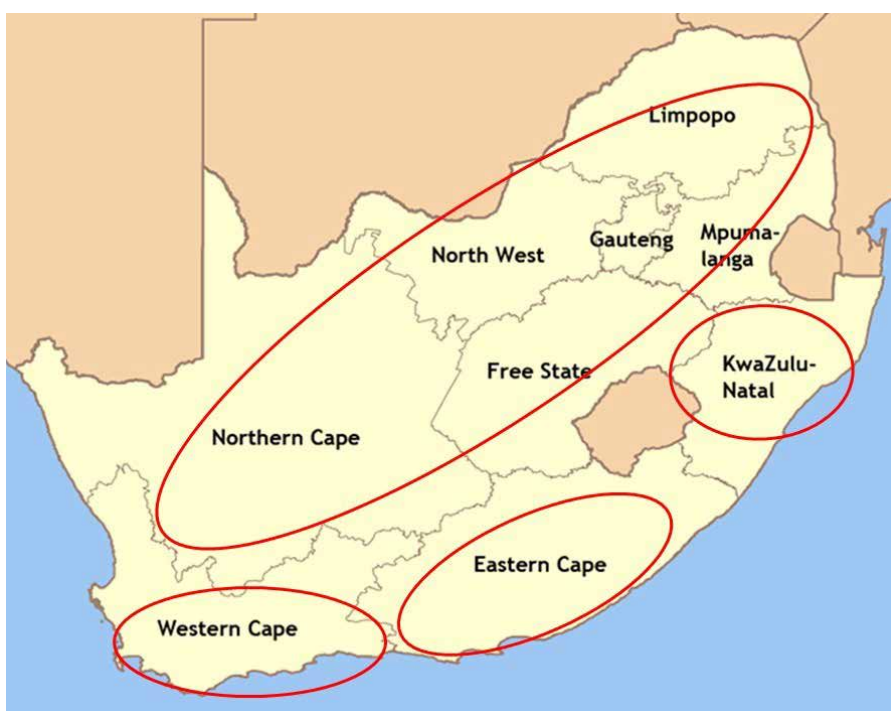 Limpopo
North West
Gauteng
Mpuma-
langa
Free State
KwaZulu-
Natal
Northern Cape
Eastern Cape
Western Cape